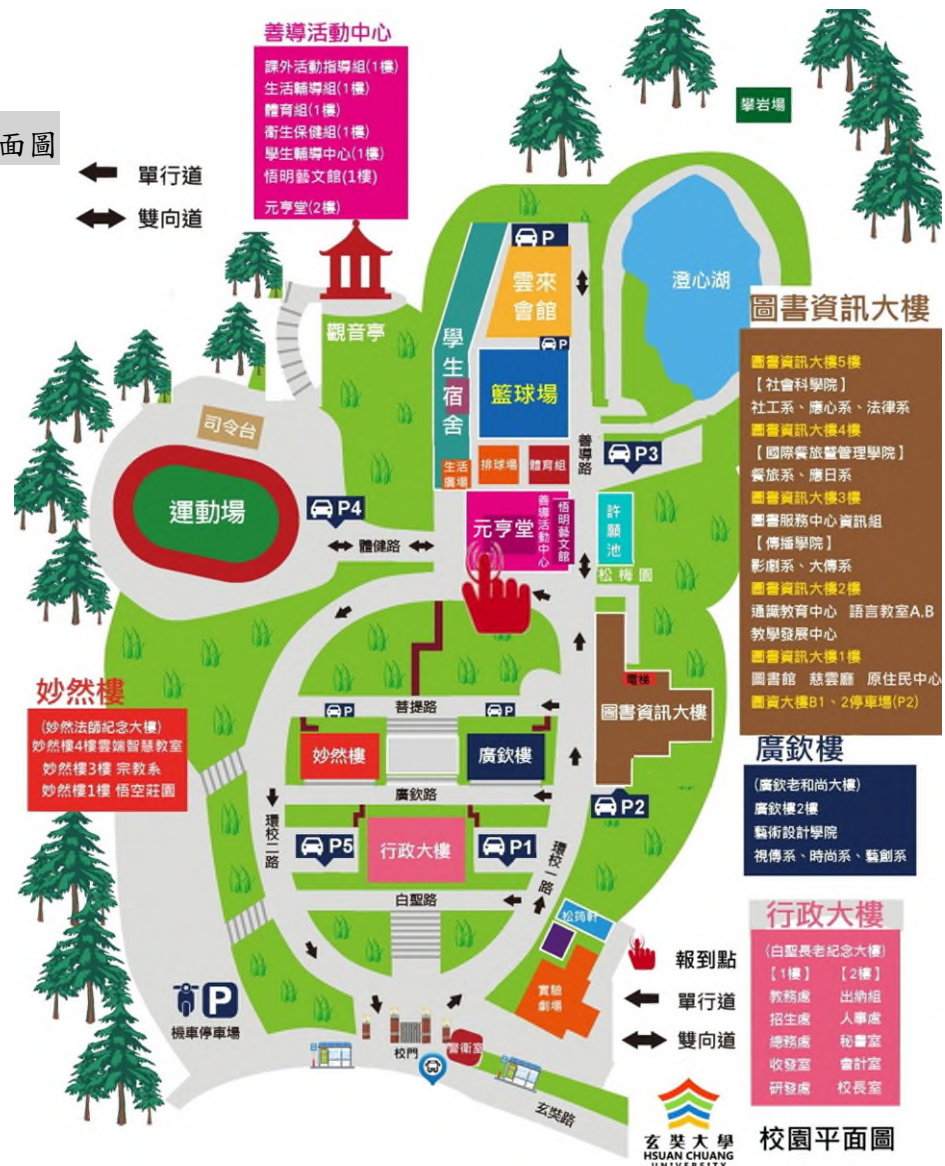 善導活動中心
課外活動指導組(1樓)
生活輔導組(1樓)
體育組(1樓)
衛生保健組(1樓)
學生輔導中心(1樓)
悟明藝文館(1樓)
元亨堂(2樓)
面圖
單行道
雙向道
攀岩場
P
雲來
會館
澄心湖
觀音亭
學生宿舍
P
籃球場
司令台
善導路
P3
生活
廣場
排球場
體育組
運動場
P4
元亨堂
善導活動中心
悟明藝文館
許願池
體健路
松梅園
圖書資訊大樓
圖書資訊大樓5樓
【社會科學院】
社工系、應心系、法律系
圖書資訊大樓4樓
【國際餐旅暨管理學院】
餐旅系、應日系
圖書資訊大樓3樓
圖書服務中心 資訊組
【傳播學院】
影劇系、大傳系
圖書資訊大樓2樓
通識教育中心 語言教室A.B
教學發展中心
圖書資訊大樓1樓
圖書館 慈雲廳 原住民中心
圖資大樓B1、2停車場(P2)
電梯
圖書資訊大樓
妙然樓
(妙然法師紀念大樓)
妙然樓4樓雲端智慧教室
妙然樓3樓 宗教系
妙然樓1樓 悟空莊園
菩提路
P
P
妙然樓
廣欽樓
廣欽路
P2
廣欽樓
(廣欽老和尚大樓)
廣欽樓2樓
藝術設計學院
視傳系、時尚系、藝創系
環校二路
P5
行政大樓
P1
環校一路
白聖路
松筠軒
實驗
劇場
行政大樓
(白聖長老紀念大樓)
【1樓】 【2樓】
教務處 出納組
招生處 人事處
總務處 秘書室
收發室 會計室
研發處 校長室
報到點
單行道
雙向道
P
機車停車場
校門
警衛室
玄奘路
玄奘大學
HSUAN CHUANG
UNIVERSITY
校園平面圖